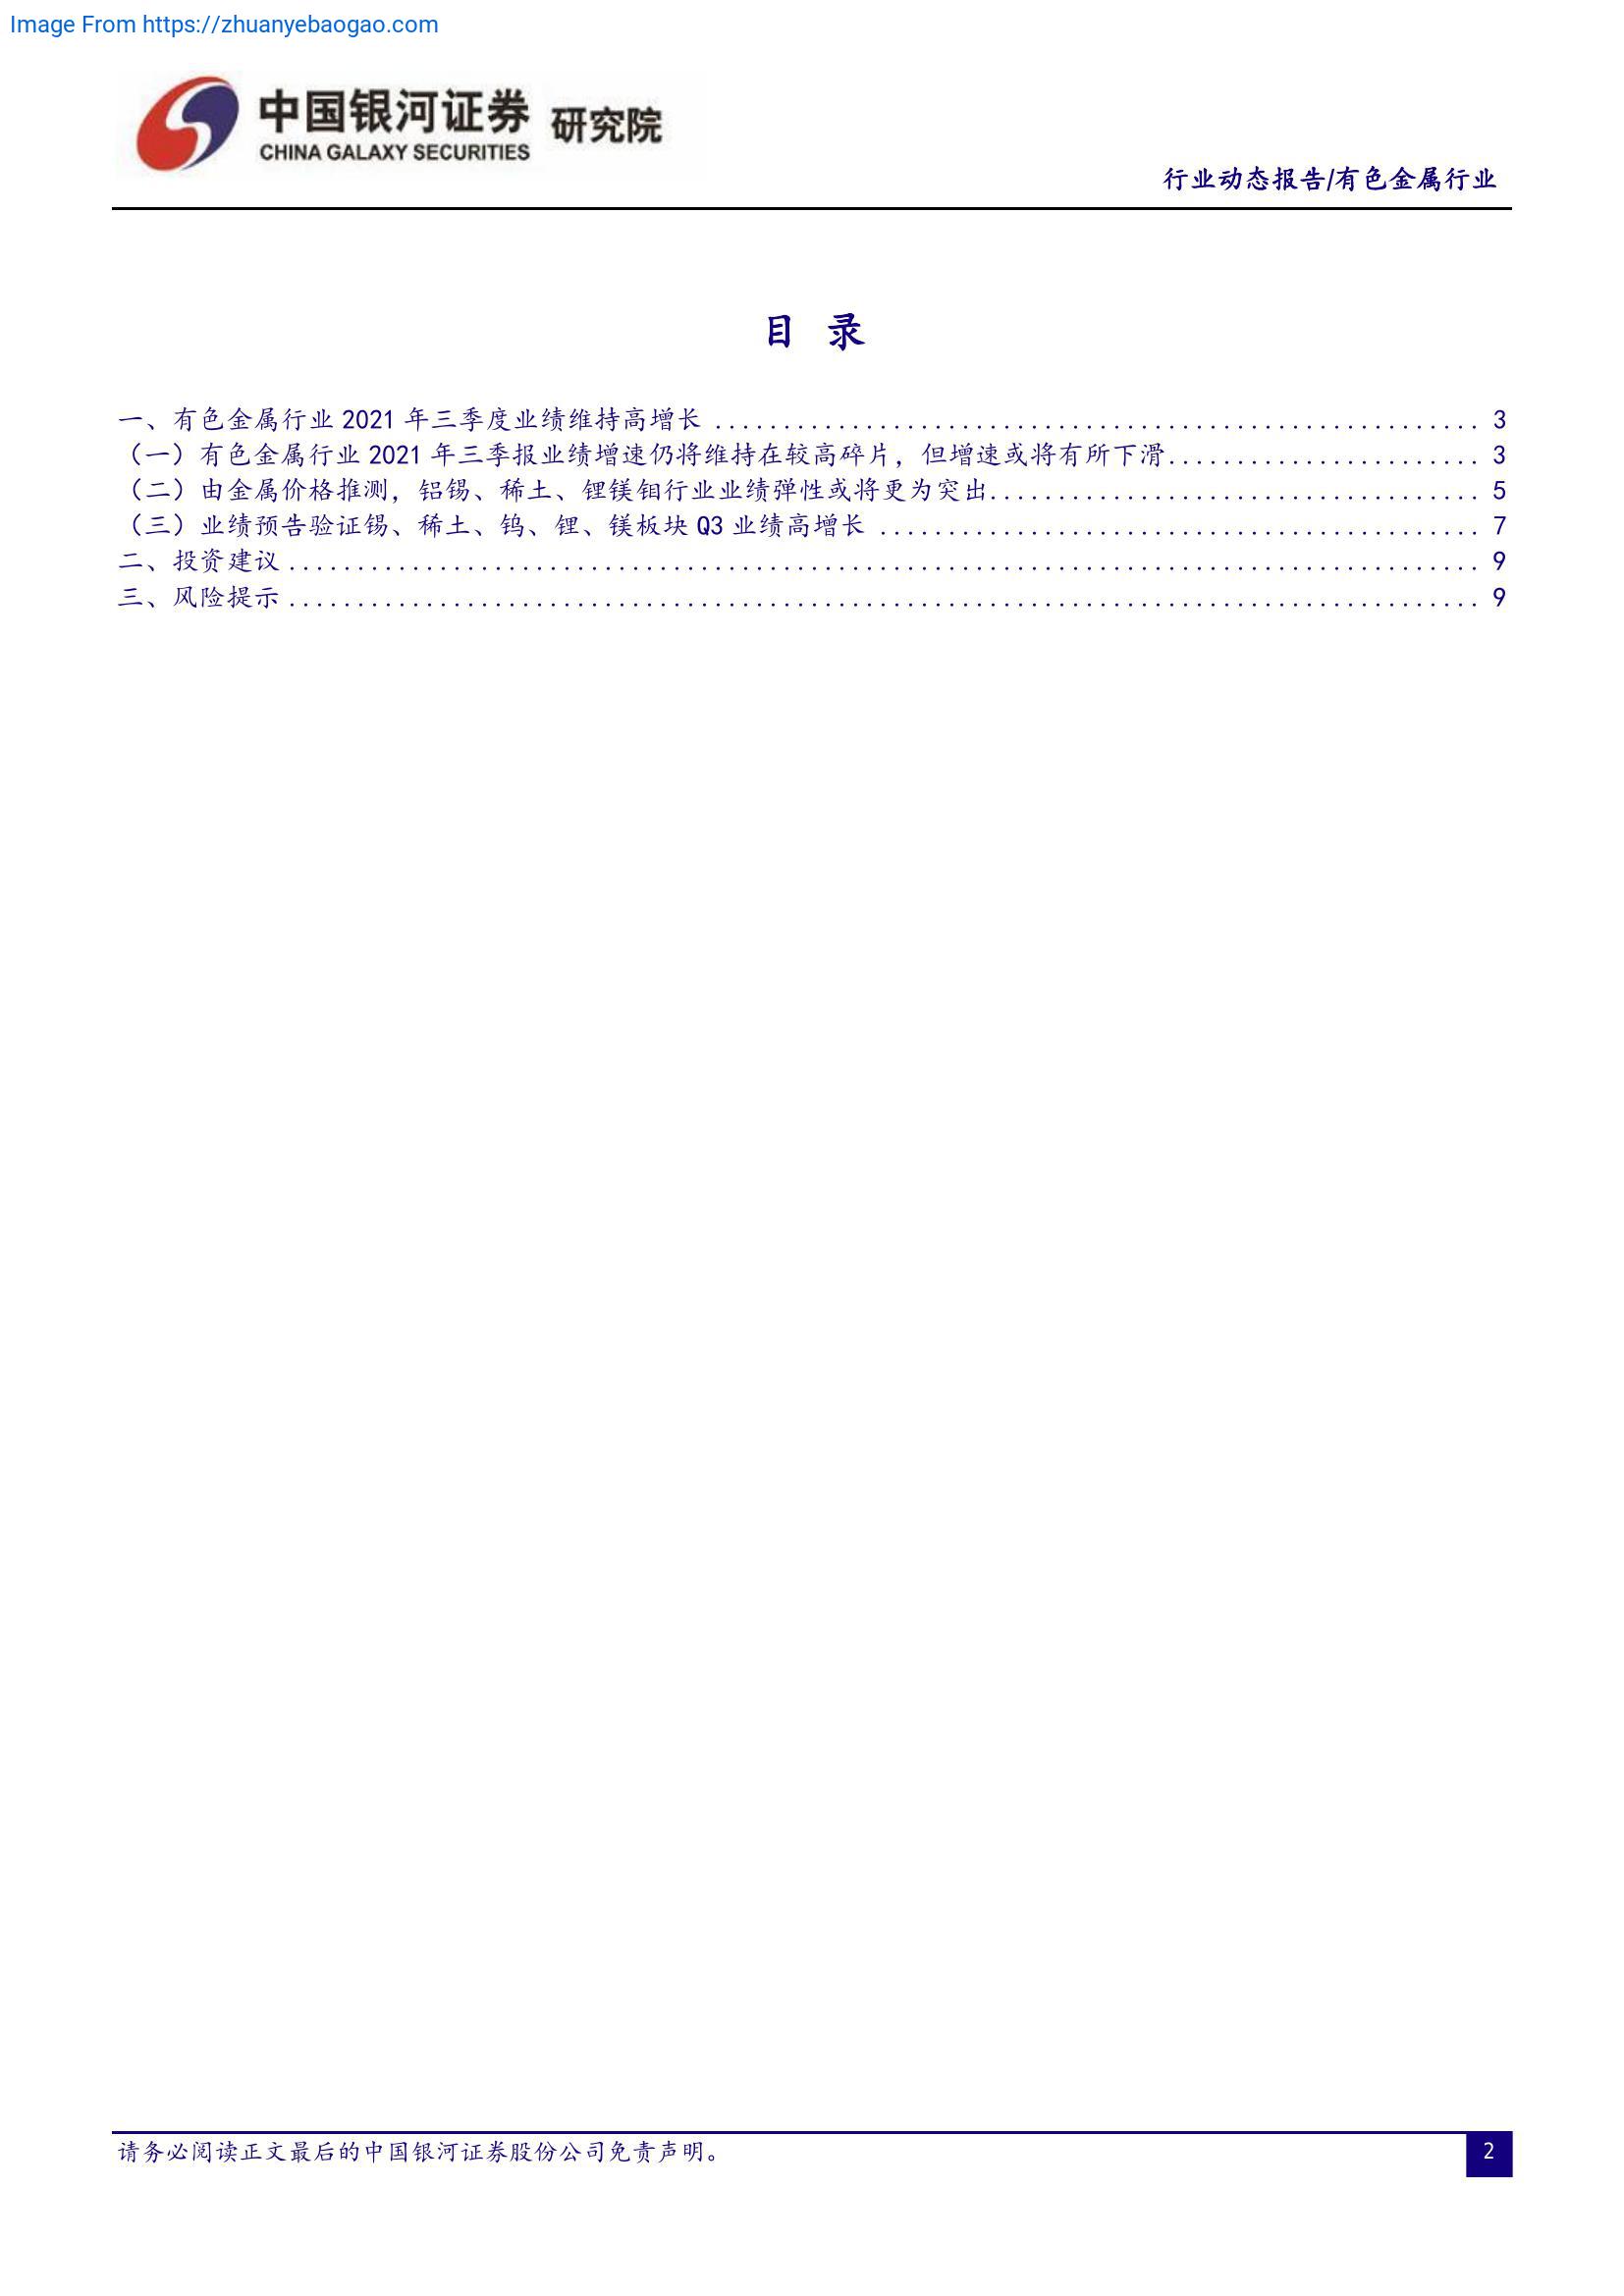 Image From https://zhuanyebaogao.com
中国银河证券 研究院
CHINA GALAXY SECURITIES
行业动态报告/有色金属行业
目 录
一、有色金属行业 2021 年三季度业绩维持高增长 ........................................................ 3
（一）有色金属行业 2021 年三季报业绩增速仍将维持在较高碎片，但增速或将有所下滑....................... 3
（二）由金属价格推测，铝锡、稀土、锂镁钼行业业绩弹性或将更为突出.................................... 5
（三）业绩预告验证锡、稀土、钨、锂、镁板块 Q3 业绩高增长 ............................................ 7
二、投资建议 ....................................................................................... 9
三、风险提示 ....................................................................................... 9
请务必阅读正文最后的中国银河证券股份公司免责声明。
2